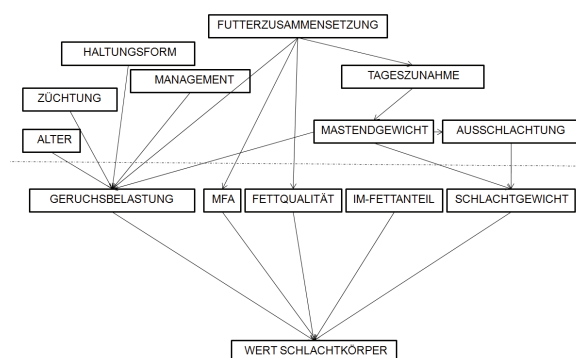 FUTTERZUSAMMENSETZUNG
HALTUNGSFORM
MANAGEMENT
TAGESZUNAHME
ZÜCHTUNG
ALTER
MASTENDGEWICHT
AUSSCHLACHTUNG
GERUCHSBELASTUNG
MFA
FETTQUALITÄT
IM-FETTANTEIL
SCHLACHTGEWICHT
WERT SCHLACHTKÖRPER